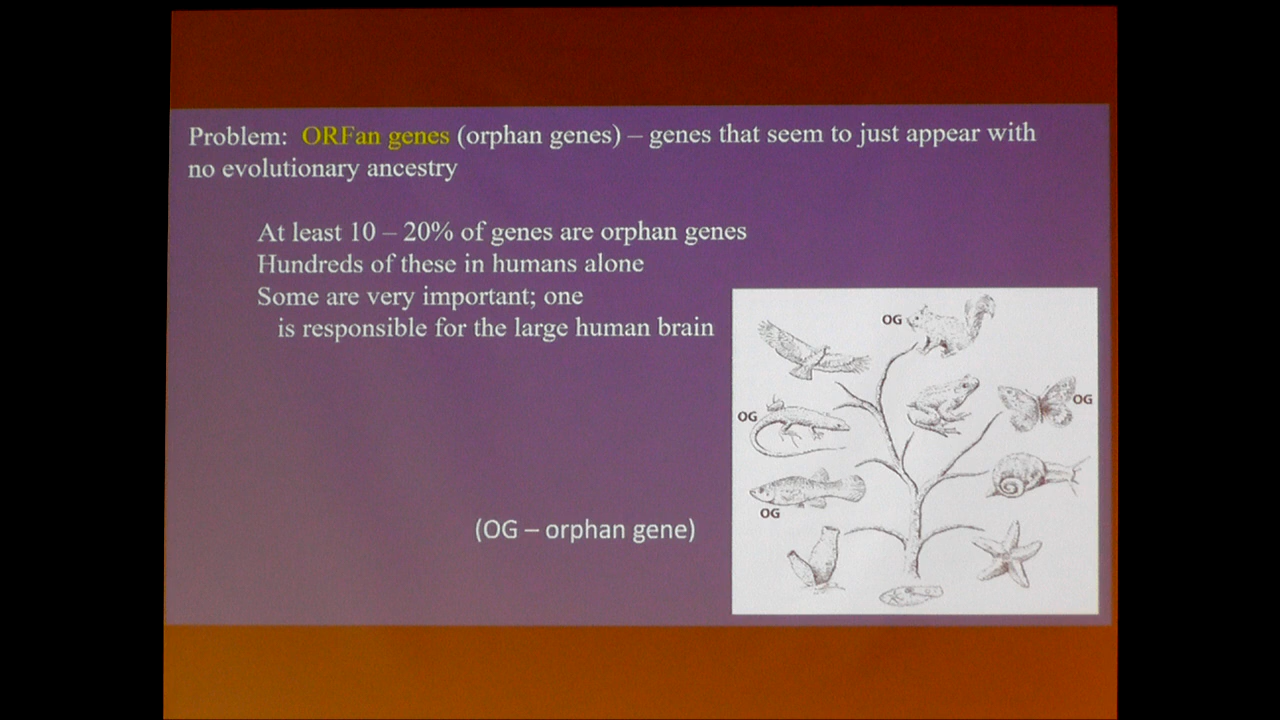 Problem:  ORFan genes (orphan genes) – genes that seem to just appear with
no evolutionary ancestry
At least 10 – 20% of genes are orphan genes
Hundreds of these in humans alone
Some are very important; one
is responsible for the large human brain
OG
OG
OG
OG
(OG – orphan gene)